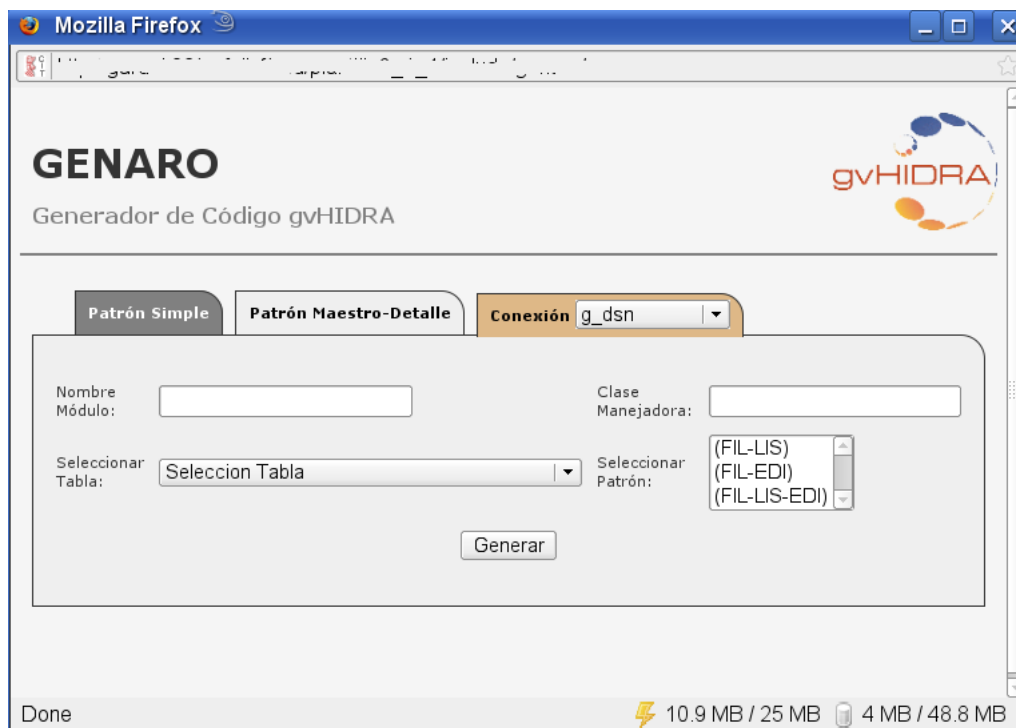 Mozilla Firefox
GENARO
gvHIDRA
Generador de Código gvHIDRA
Patrón Simple
Patrón Maestro-Detalle
Conexión g_dsn
Nombre
Módulo:
Clase
Manejadora:
Seleccionar
Tabla:
Seleccion Tabla
Seleccionar
Patrón:
(FIL-LIS)
(FIL-EDI)
(FIL-LIS-EDI)
Generar
Done
10.9 MB / 25 MB
4 MB / 48.8 MB